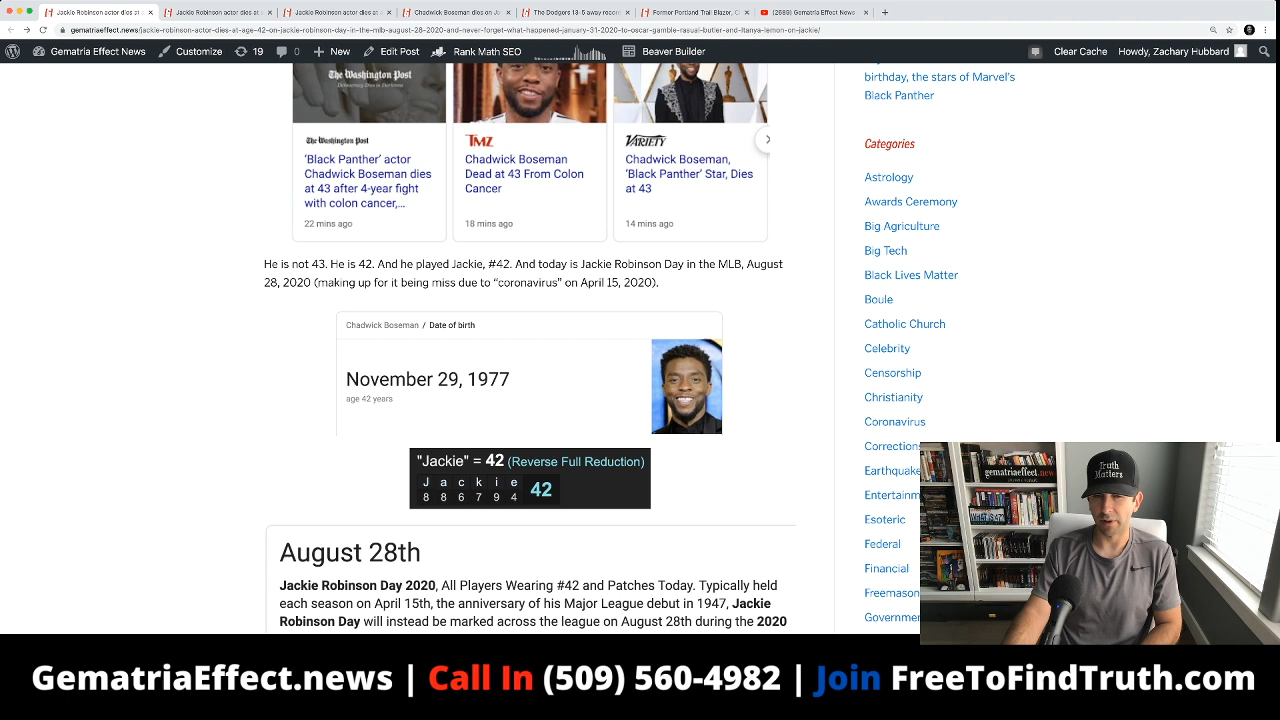 Jackie Robinson actor dies at a
Jackie Robinson actor dies at
Jackie Robinson actor dies at
Chadwick Boseman dies on Ja
The Dodgers 13-5 away record
Former Portland Trail Blazer, C
(2689) Gematria Effect News
gematriaeffect.news/jackie-robinson-actor-dies-at-age-42-on-jackie-robinson-day-in-the-mlb-august-28-2020-and-never-forget-what-happened-january-31-2020-to-oscar-gamble-rasual-butler-and-ltanya-lemon-on-jackie/
Gematria Effect News
Customize
19
0
New
Edit Post
Rank Math SEO
Beaver Builder
Clear Cache
Howdy, Zachary Hubbard
The Washington Post
Democracy Dies in Darkness
The Washington Post
'Black Panther' actor
Chadwick Boseman dies
at 43 after 4-year fight
with colon cancer,...
22 mins ago
TMZ
Chadwick Boseman
Dead at 43 From Colon
Cancer
18 mins ago
VARIETY
Chadwick Boseman,
'Black Panther' Star, Dies
at 43
14 mins ago
He is not 43. He is 42. And he played Jackie, #42. And today is Jackie Robinson Day in the MLB, August
28, 2020 (making up for it being miss due to “coronavirus” on April 15, 2020).
Chadwick Boseman / Date of birth
November 29, 1977
age 42 years
"Jackie" = 42 (Reverse Full Reduction)
J a c k i e
8 8 6 7 9 4
42
August 28th
Jackie Robinson Day 2020, All Players Wearing #42 and Patches Today. Typically held
each season on April 15th, the anniversary of his Major League debut in 1947, Jackie
Robinson Day will instead be marked across the league on August 28th during the 2020
birthday, the stars of Marvel's
Black Panther
Categories
Astrology
Awards Ceremony
Big Agriculture
Big Tech
Black Lives Matter
Boule
Catholic Church
Celebrity
Censorship
Christianity
Coronavirus
Corrections
Earthquake
Entertainm
Esoteric
Federal
Financial
Freemason
Governme
gematriaeffect.news
Truth
Matters
GematriaEffect.news | Call In (509) 560-4982 | Join FreeToFindTruth.com